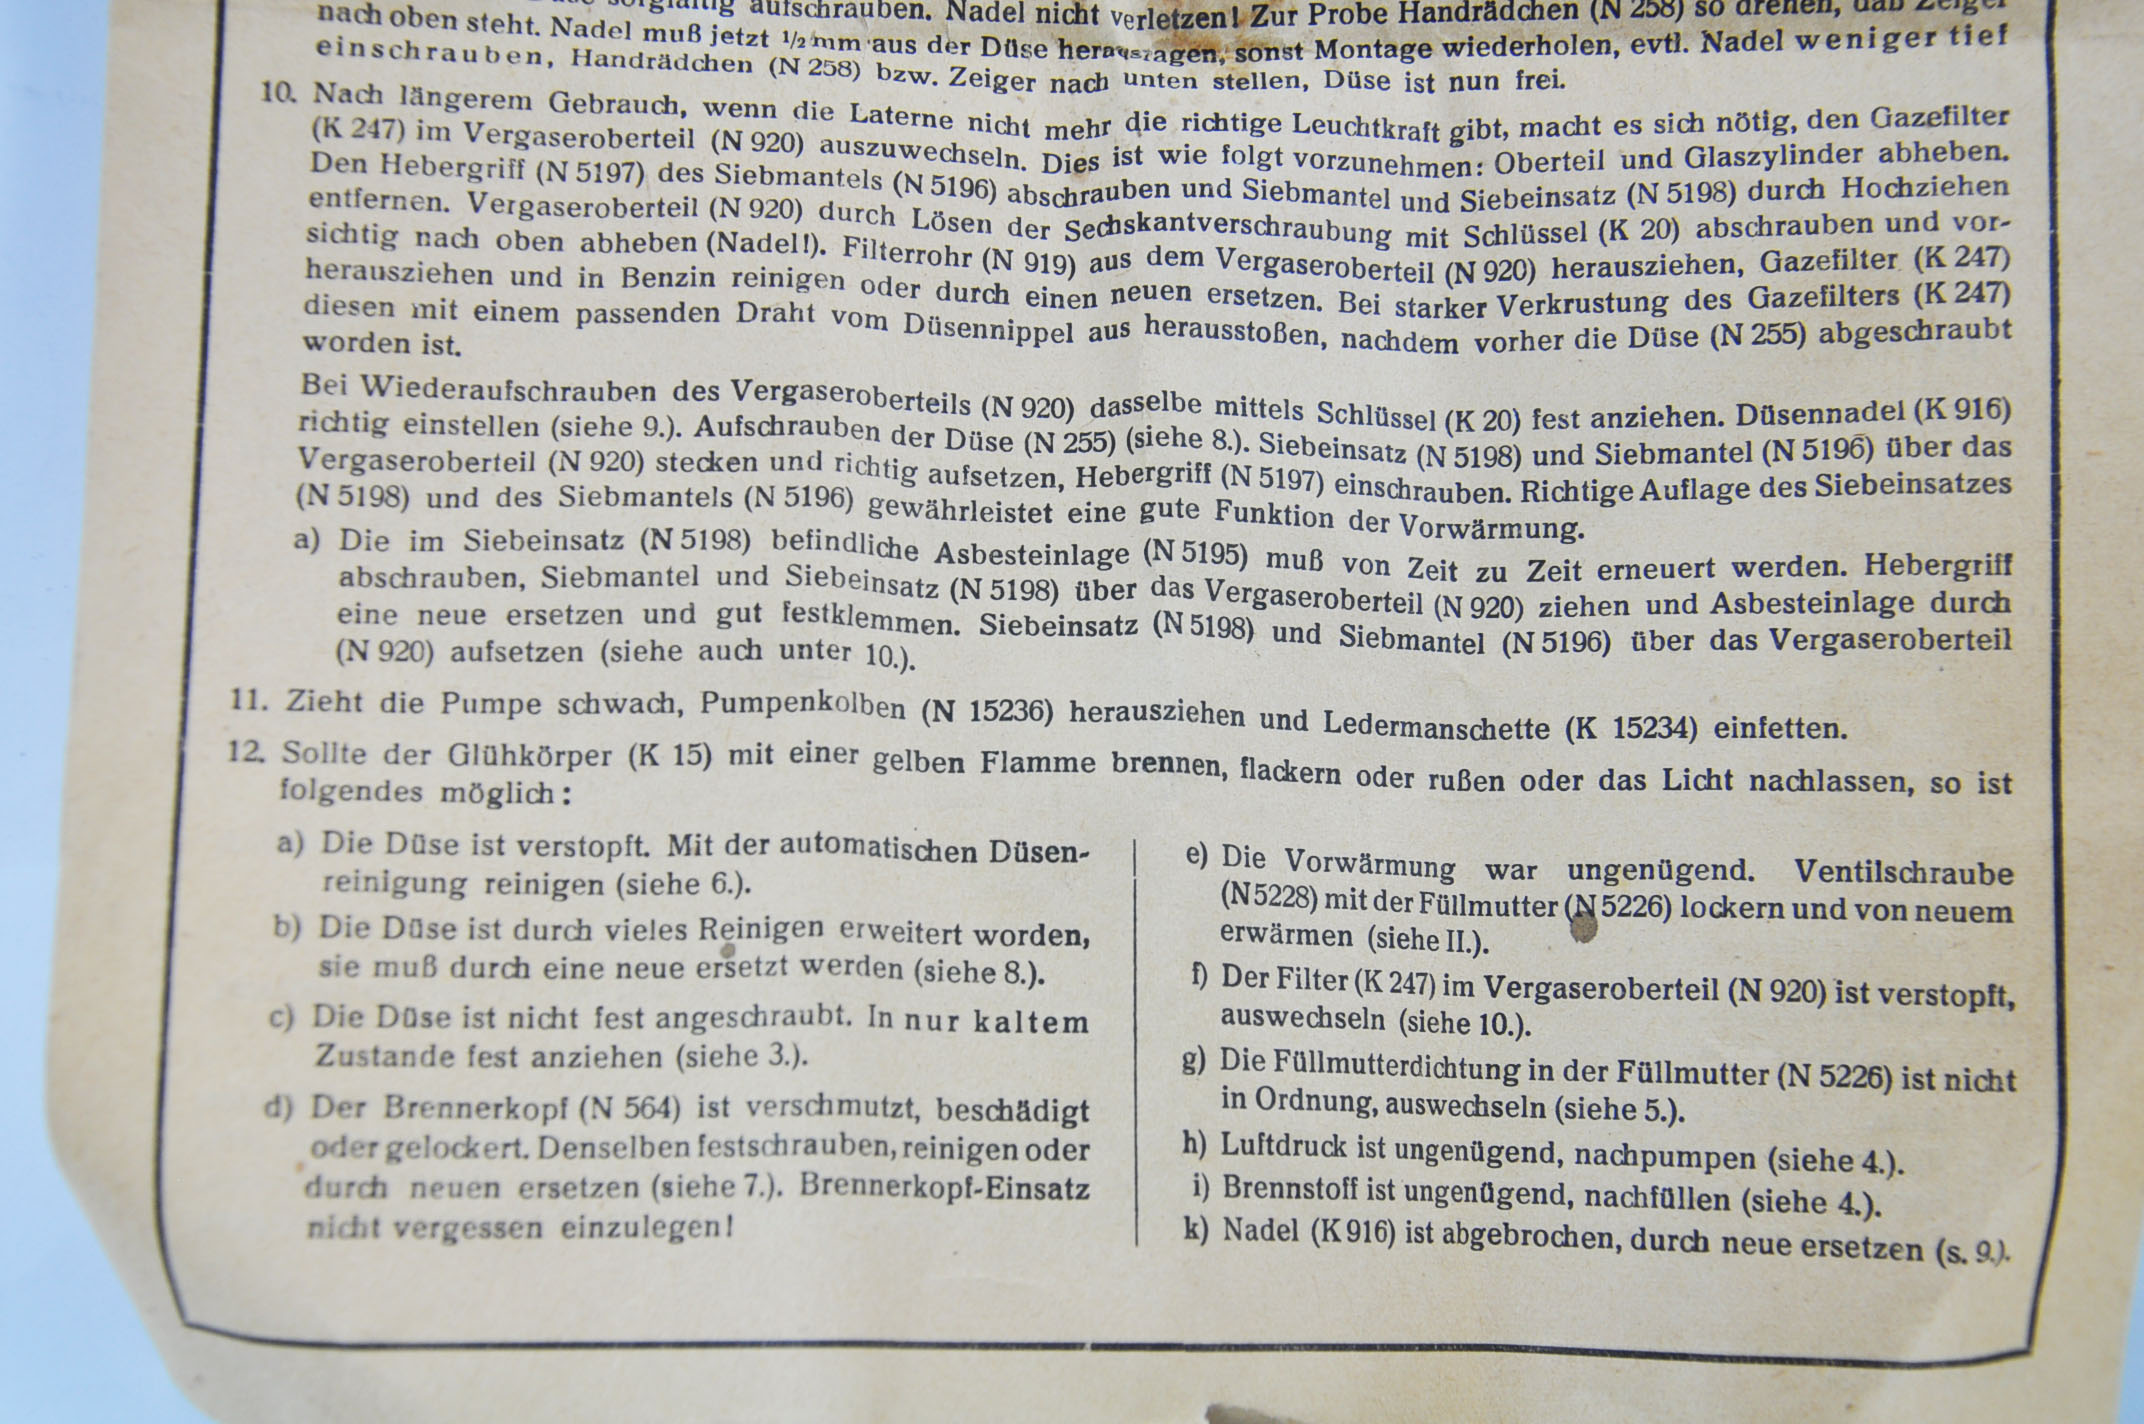 sorgfältig aufschrauben. Nadel nicht verletzen! Zur Probe Handrädchen (N 258) so drehen, daß Zeiger
nach oben steht. Nadel muß jetzt ½ mm aus der Düse herausragen, sonst Montage wiederholen, evtl. Nadel weniger tief
einschrauben, Handrädchen (N 258) bzw. Zeiger nach unten stellen, Düse ist nun frei.
10. Nach längerem Gebrauch, wenn die Laterne nicht mehr die richtige Leuchtkraft gibt, macht es sich nötig, den Gazefilter
(K 247) im Vergaseroberteil (N 920) auszuwechseln. Dies ist wie folgt vorzunehmen: Oberteil und Glaszylinder abheben.
Den Hebergriff (N 5197) des Siebmantels (N 5196) abschrauben und Siebmantel und Siebeinsatz (N 5198) durch Hochziehen
entfernen. Vergaseroberteil (N 920) durch Lösen der Sechskantverschraubung mit Schlüssel (K 20) abschrauben und vor-
sichtig nach oben abheben (Nadel!). Filterrohr (N 919) aus dem Vergaseroberteil (N 920) herausziehen, Gazefilter (K 247)
herausziehen und in Benzin reinigen oder durch einen neuen ersetzen. Bei starker Verkrustung des Gazefilters (K 247)
diesen mit einem passenden Draht vom Düsennippel aus herausstoßen, nachdem vorher die Düse (N 255) abgeschraubt
worden ist.
Bei Wiederaufschrauben des Vergaseroberteils (N 920) dasselbe mittels Schlüssel (K 20) fest anziehen. Düsennadel (K 916)
richtig einstellen (siehe 9.). Aufschrauben der Düse (N 255) (siehe 8.). Siebeinsatz (N 5198) und Siebmantel (N 5196) über das
Vergaseroberteil (N 920) stecken und richtig aufsetzen, Hebergriff (N 5197) einschrauben. Richtige Auflage des Siebeinsatzes
(N 5198) und des Siebmantels (N 5196) gewährleistet eine gute Funktion der Vorwärmung.
a) Die im Siebeinsatz (N 5198) befindliche Asbesteinlage (N 5195) muß von Zeit zu Zeit erneuert werden. Hebergriff
abschrauben, Siebmantel und Siebeinsatz (N 5198) über das Vergaseroberteil (N 920) ziehen und Asbesteinlage durch
eine neue ersetzen und gut festklemmen. Siebeinsatz (N 5198) und Siebmantel (N 5196) über das Vergaseroberteil
(N 920) aufsetzen (siehe auch unter 10.).
11. Zieht die Pumpe schwach, Pumpenkolben (N 15236) herausziehen und Ledermanschette (K 15234) einfetten.
12. Sollte der Glühkörper (K 15) mit einer gelben Flamme brennen, flackern oder rußen oder das Licht nachlassen, so ist
folgendes möglich:
a) Die Düse ist verstopft. Mit der automatischen Düsen-
reinigung reinigen (siehe 6.).
b) Die Düse ist durch vieles Reinigen erweitert worden,
sie muß durch eine neue ersetzt werden (siehe 8.).
c) Die Düse ist nicht fest angeschraubt. In nur kaltem
Zustande fest anziehen (siehe 3.).
d) Der Brennerkopf (N 564) ist verschmutzt, beschädigt
oder gelockert. Denselben festschrauben, reinigen oder
durch neuen ersetzen (siehe 7.). Brennerkopf-Einsatz
nicht vergessen einzulegen!
e) Die Vorwärmung war ungenügend. Ventilschraube
(N 5228) mit der Füllmutter (N 5226) lockern und von neuem
erwärmen (siehe II.).
f) Der Filter (K 247) im Vergaseroberteil (N 920) ist verstopft,
auswechseln (siehe 10.).
g) Die Füllmutterdichtung in der Füllmutter (N 5226) ist nicht
in Ordnung, auswechseln (siehe 5.).
h) Luftdruck ist ungenügend, nachpumpen (siehe 4.).
i) Brennstoff ist ungenügend, nachfüllen (siehe 4.).
k) Nadel (K 916) ist abgebrochen, durch neue ersetzen (s. 9.).